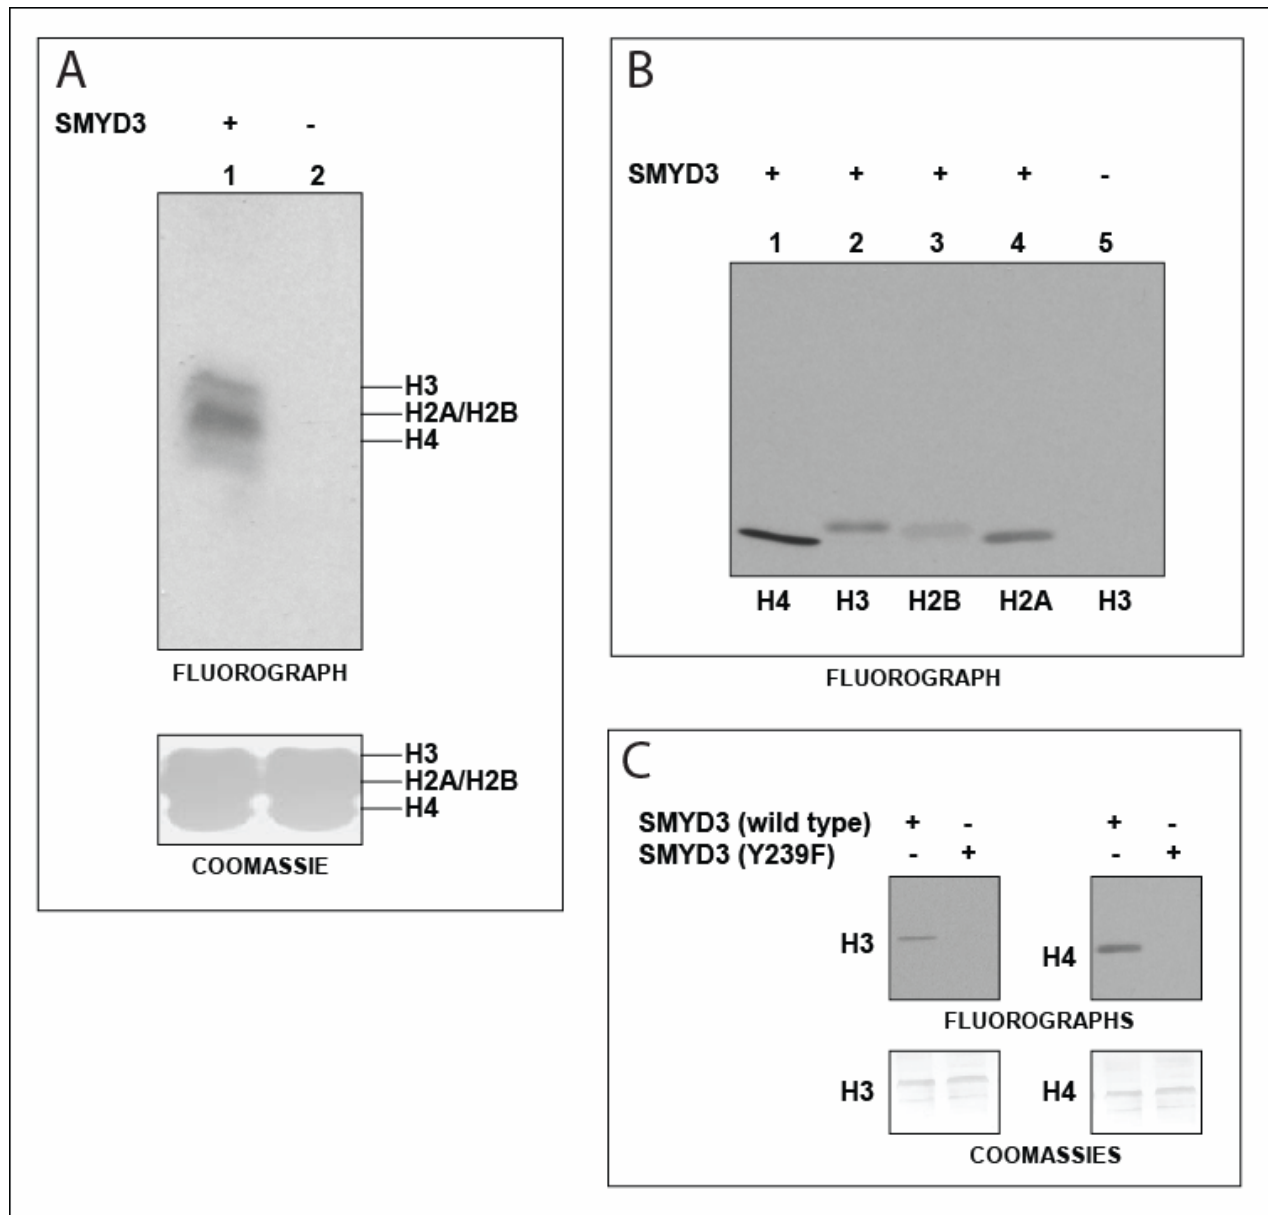 A
SMYD3 + -
1 2
H3
H2A/H2B
H4
FLUOROGRAPH
H3
H2A/H2B
H4
COOMASSIE
B
SMYD3 + + + + -
1 2 3 4 5
H4 H3 H2B H2A H3
FLUOROGRAPH
C
SMYD3 (wild type) + - + -
SMYD3 (Y239F) - + - +
H3 H4
FLUOROGRAPHS
H3 H4
COOMASSIES